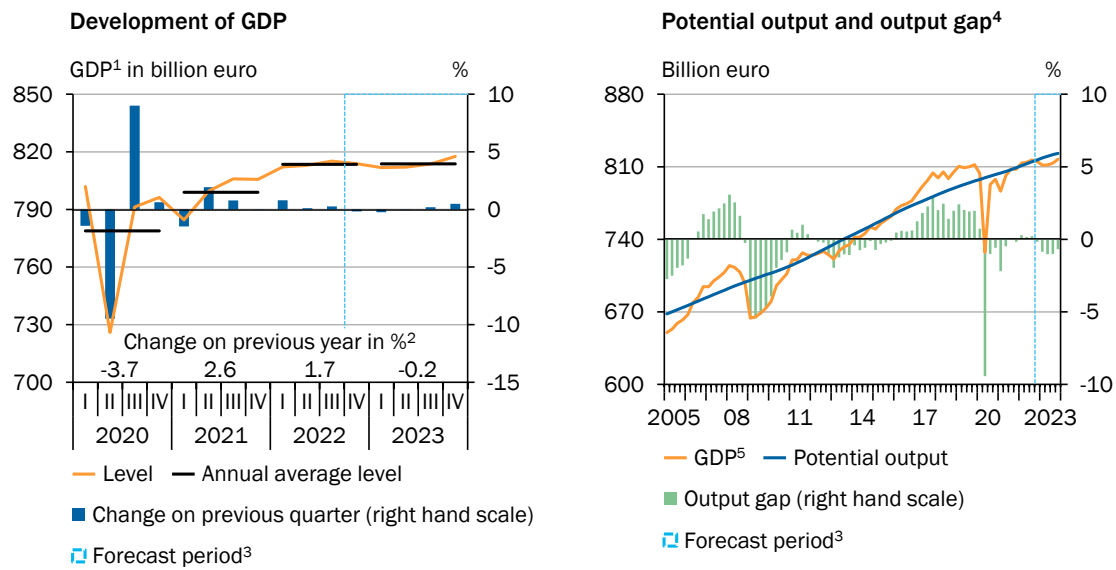 Development of GDP
GDP¹ in billion euro %
850 10
820 5
790 0
760 -5
730 -10
Change on previous year in %²
-3.7 2.6 1.7 -0.2
700 -15
I II III IV I II III IV I II III IV I II III IV
2020 2021 2022 2023
Level Annual average level
Change on previous quarter (right hand scale)
Forecast period³
Potential output and output gap⁴
Billion euro %
880 10
810 5
740 0
670 -5
600 -10
2005 08 11 14 17 20 2023
GDP⁵ Potential output
Output gap (right hand scale)
Forecast period³